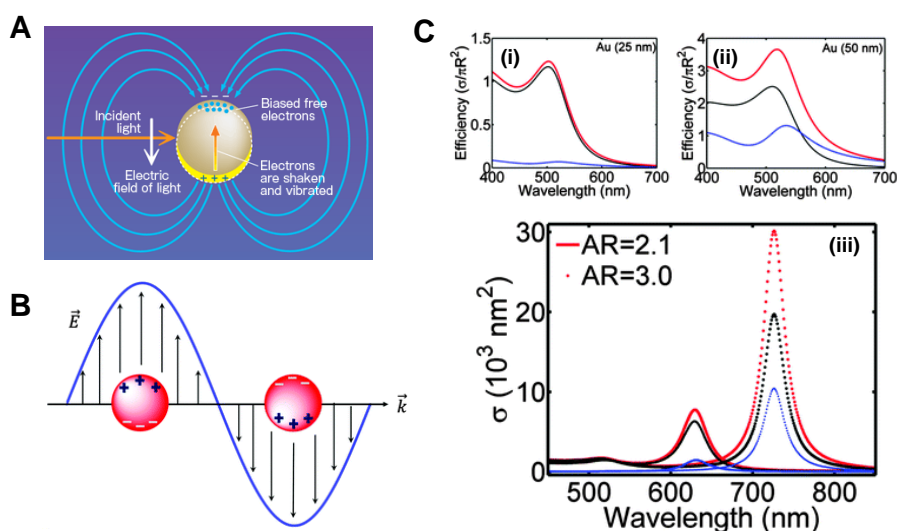 A
Incident
light
Electric
field of light
Biased free
electrons
Electrons
are shaken
and vibrated
− − −
+ + +
B
E⃗
k⃗
+ + + +
− − −
− − −
+ + + +
C
(i)
Au (25 nm)
Efficiency (σ/πR²)
1.5
1
0.5
0
400 500 600 700
Wavelength (nm)
(ii)
Au (50 nm)
Efficiency (σ/πR²)
4
3
2
1
0
400 500 600 700
Wavelength (nm)
(iii)
AR=2.1
AR=3.0
σ (10³ nm²)
30
20
10
0
500 600 700 800
Wavelength (nm)